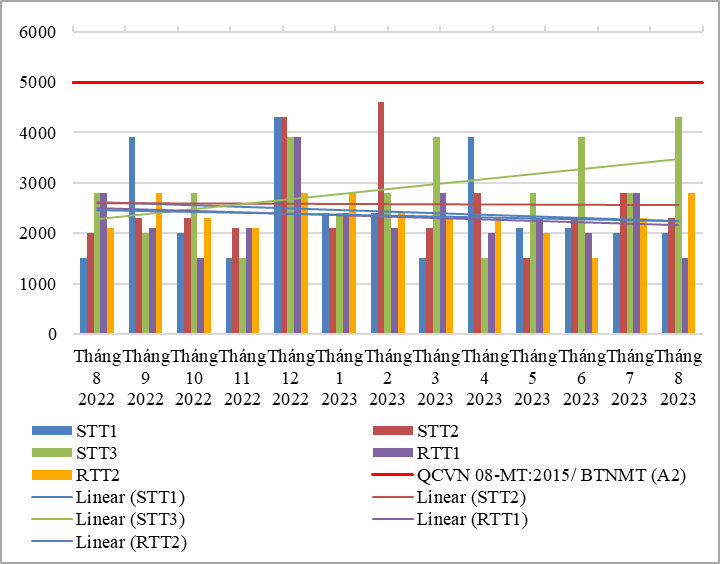 6000
5000
4000
3000
2000
1000
0
Tháng Tháng Tháng Tháng Tháng Tháng Tháng Tháng Tháng Tháng Tháng Tháng Tháng
8 9 10 11 12 1 2 3 4 5 6 7 8
2022 2022 2022 2022 2022 2023 2023 2023 2023 2023 2023 2023 2023
STT1 STT2
STT3 RTT1
RTT2 QCVN 08-MT:2015/ BTNMT (A2)
Linear (STT1) Linear (STT2)
Linear (STT3) Linear (RTT1)
Linear (RTT2)